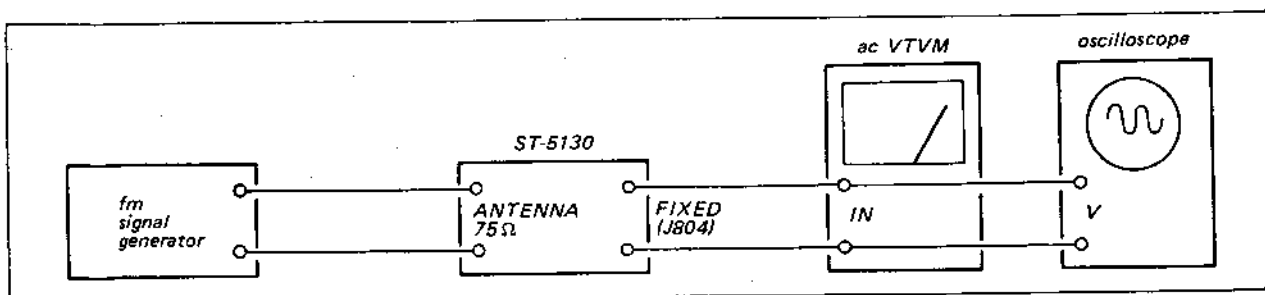 ac VTVM
oscilloscope
ST-5130
fm
signal
generator
ANTENNA
75Ω
FIXED
(J804)
IN
V